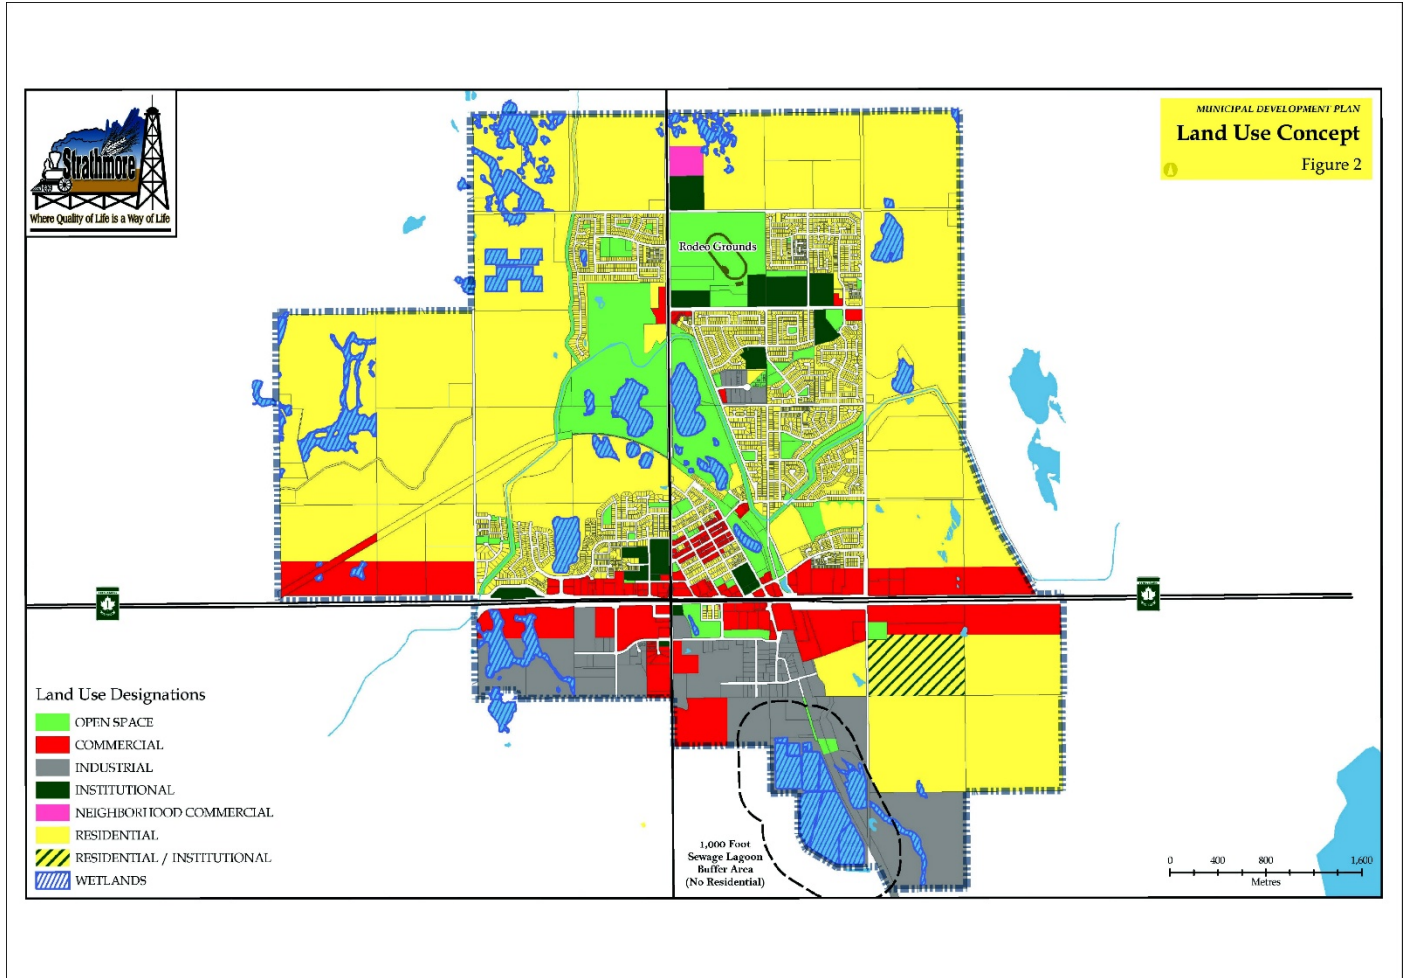 Strathmore
Where Quality of Life is a Way of Life
MUNICIPAL DEVELOPMENT PLAN
Land Use Concept
Figure 2
Rodeo Grounds
1
1
Land Use Designations
OPEN SPACE
COMMERCIAL
INDUSTRIAL
INSTITUTIONAL
NEIGHBORHOOD COMMERCIAL
RESIDENTIAL
RESIDENTIAL / INSTITUTIONAL
WETLANDS
1,000 Foot
Sewage Lagoon
Buffer Area
(No Residential)
0 400 800 1,600
Metres